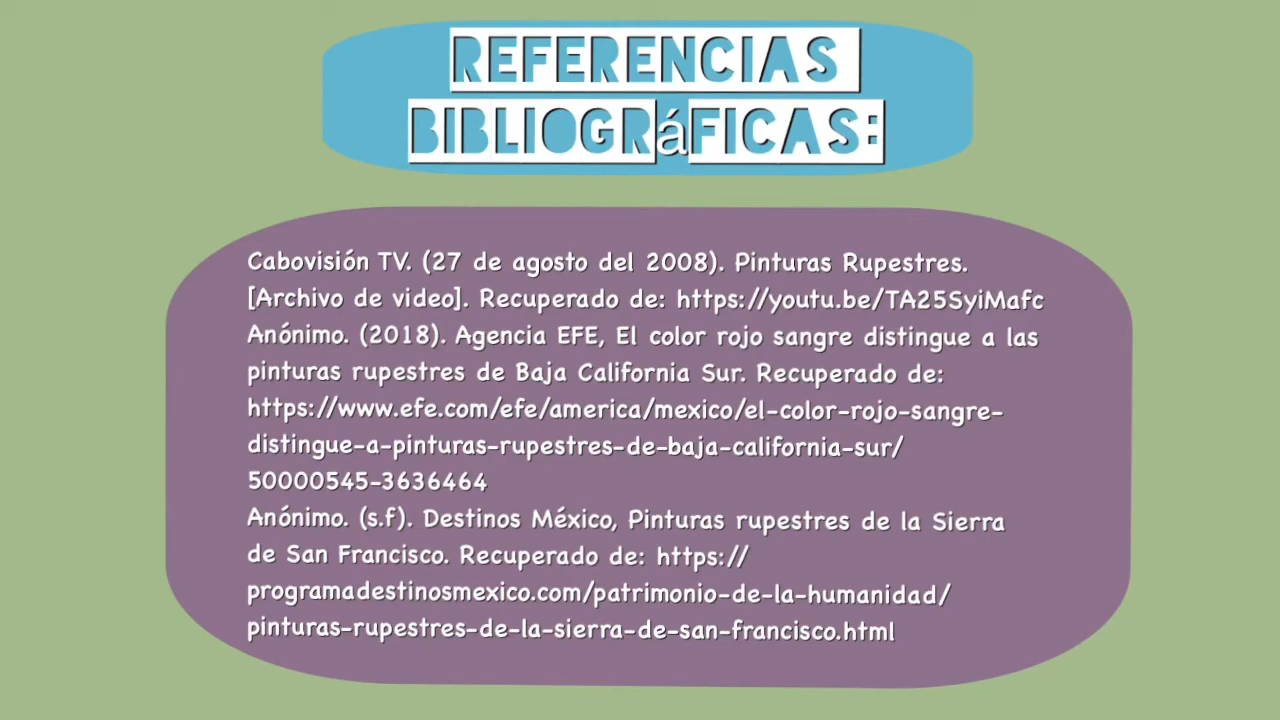 REFERENCIAS
BIBLIOGRáFICAS:
Cabovisión TV. (27 de agosto del 2008). Pinturas Rupestres.
[Archivo de video]. Recuperado de: https://youtu.be/TA25SyiMafc
Anónimo. (2018). Agencia EFE, El color rojo sangre distingue a las
pinturas rupestres de Baja California Sur. Recuperado de:
https://www.efe.com/efe/america/mexico/el-color-rojo-sangre-
distingue-a-pinturas-rupestres-de-baja-california-sur/
50000545-3636464
Anónimo. (s.f). Destinos México, Pinturas rupestres de la Sierra
de San Francisco. Recuperado de: https://
programadestinosmexico.com/patrimonio-de-la-humanidad/
pinturas-rupestres-de-la-sierra-de-san-francisco.html